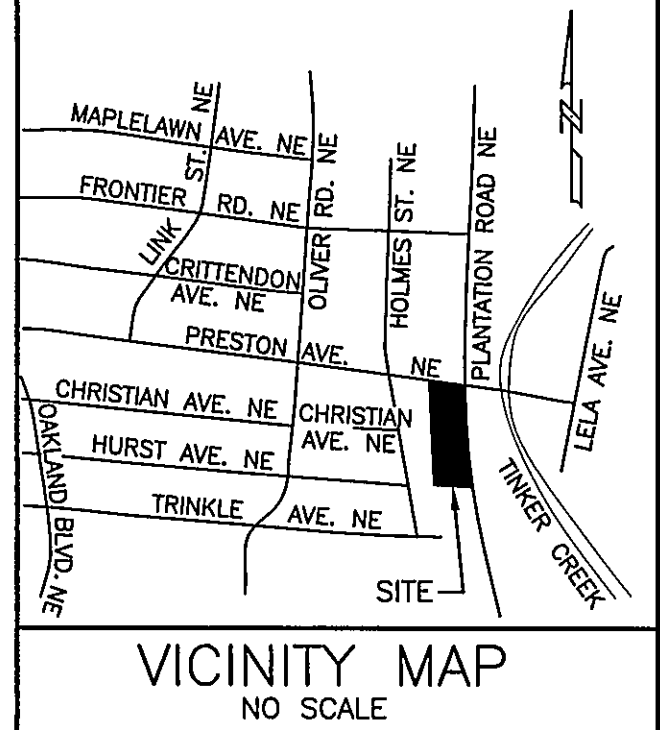 MAPLELAWN AVE. NE
LINK ST. NE
OLIVER RD. NE
HOLMES ST. NE
PLANTATION ROAD NE
N
FRONTIER RD. NE
CRITTENDON
AVE. NE
PRESTON AVE. NE
LELA AVE. NE
CHRISTIAN AVE. NE
CHRISTIAN
AVE. NE
OAKLAND BLVD. NE
HURST AVE. NE
TRINKLE AVE. NE
TINKER CREEK
SITE
VICINITY MAP
NO SCALE